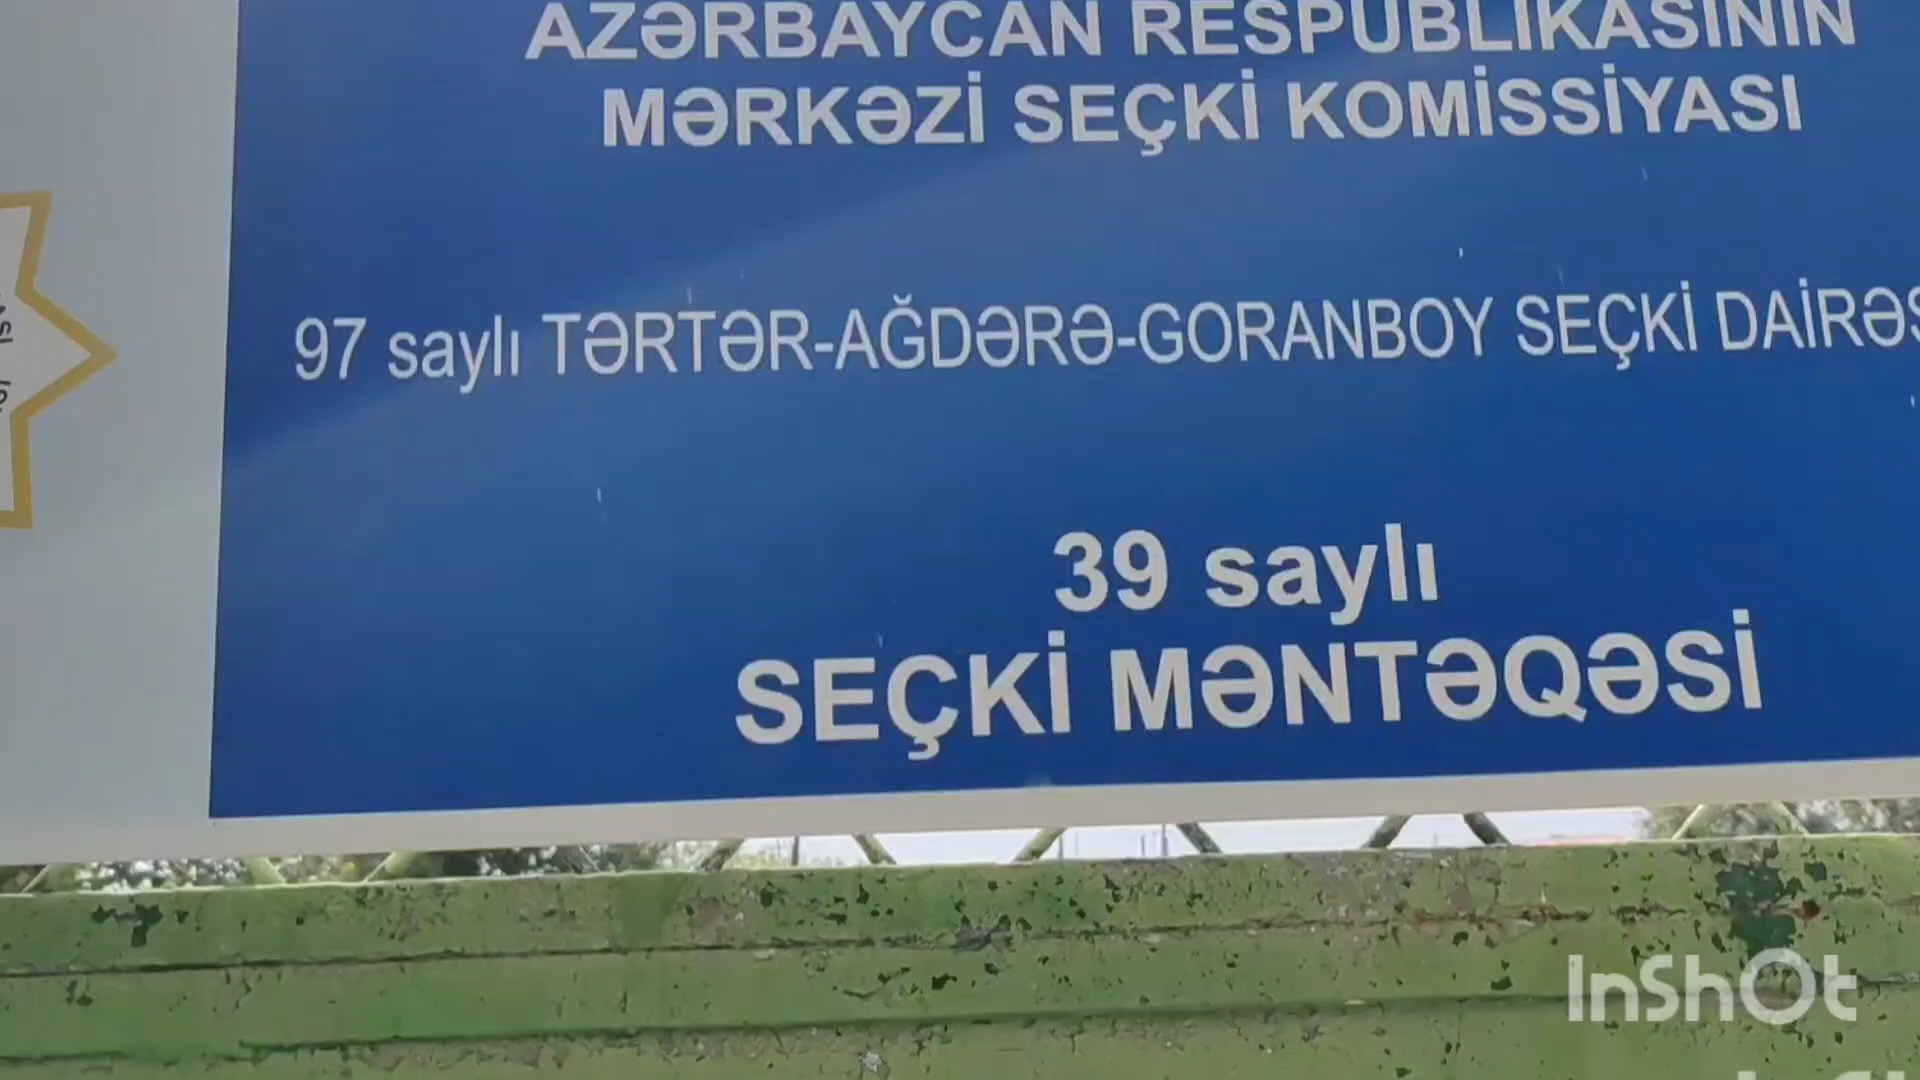 AZƏRBAYCAN RESPUBLİKASININ
MƏRKƏZİ SEÇKİ KOMİSSİYASI
97 saylı TƏRTƏR-AĞDƏRƏ-GORANBOY SEÇKİ DAİRƏS
39 saylı
SEÇKİ MƏNTƏQƏSİ
InShOt